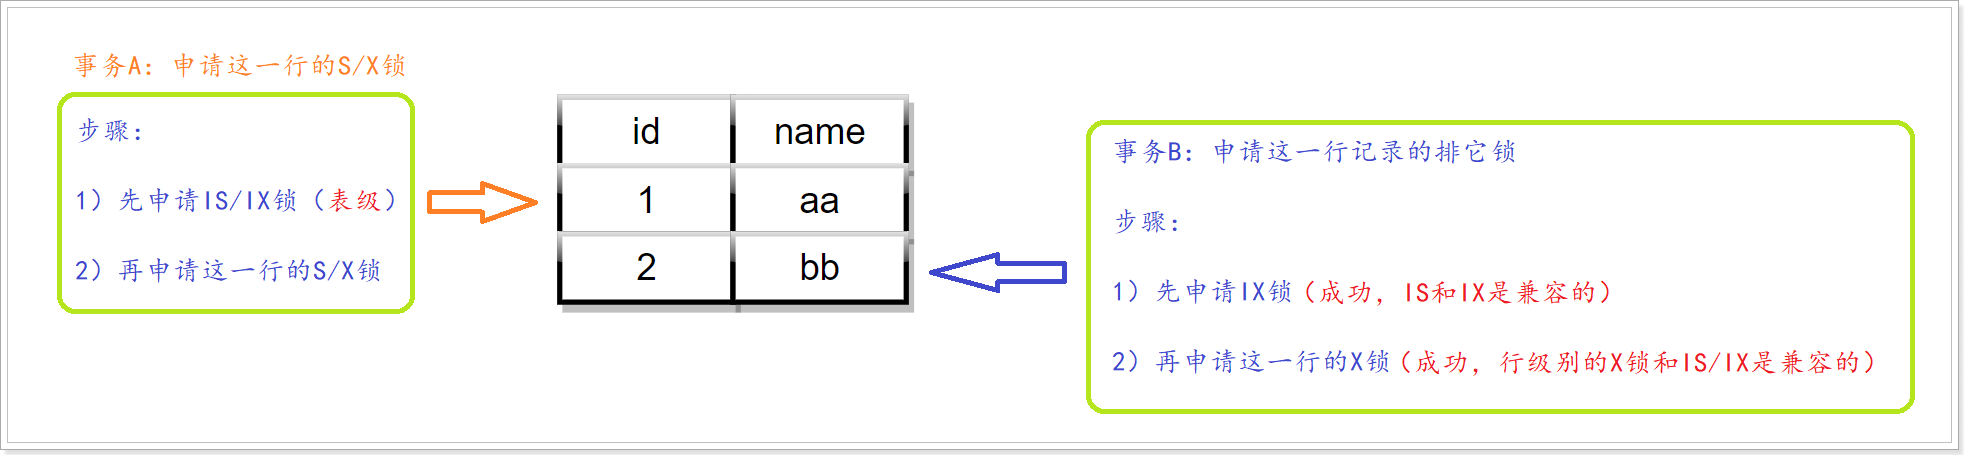 事务A：申请这一行的S/X锁
步骤：
1）先申请IS/IX锁（表级）
2）再申请这一行的S/X锁
id name
1 aa
2 bb
事务B：申请这一行记录的排它锁
步骤：
1）先申请IX锁（成功，IS和IX是兼容的）
2）再申请这一行的X锁（成功，行级别的X锁和IS/IX是兼容的）